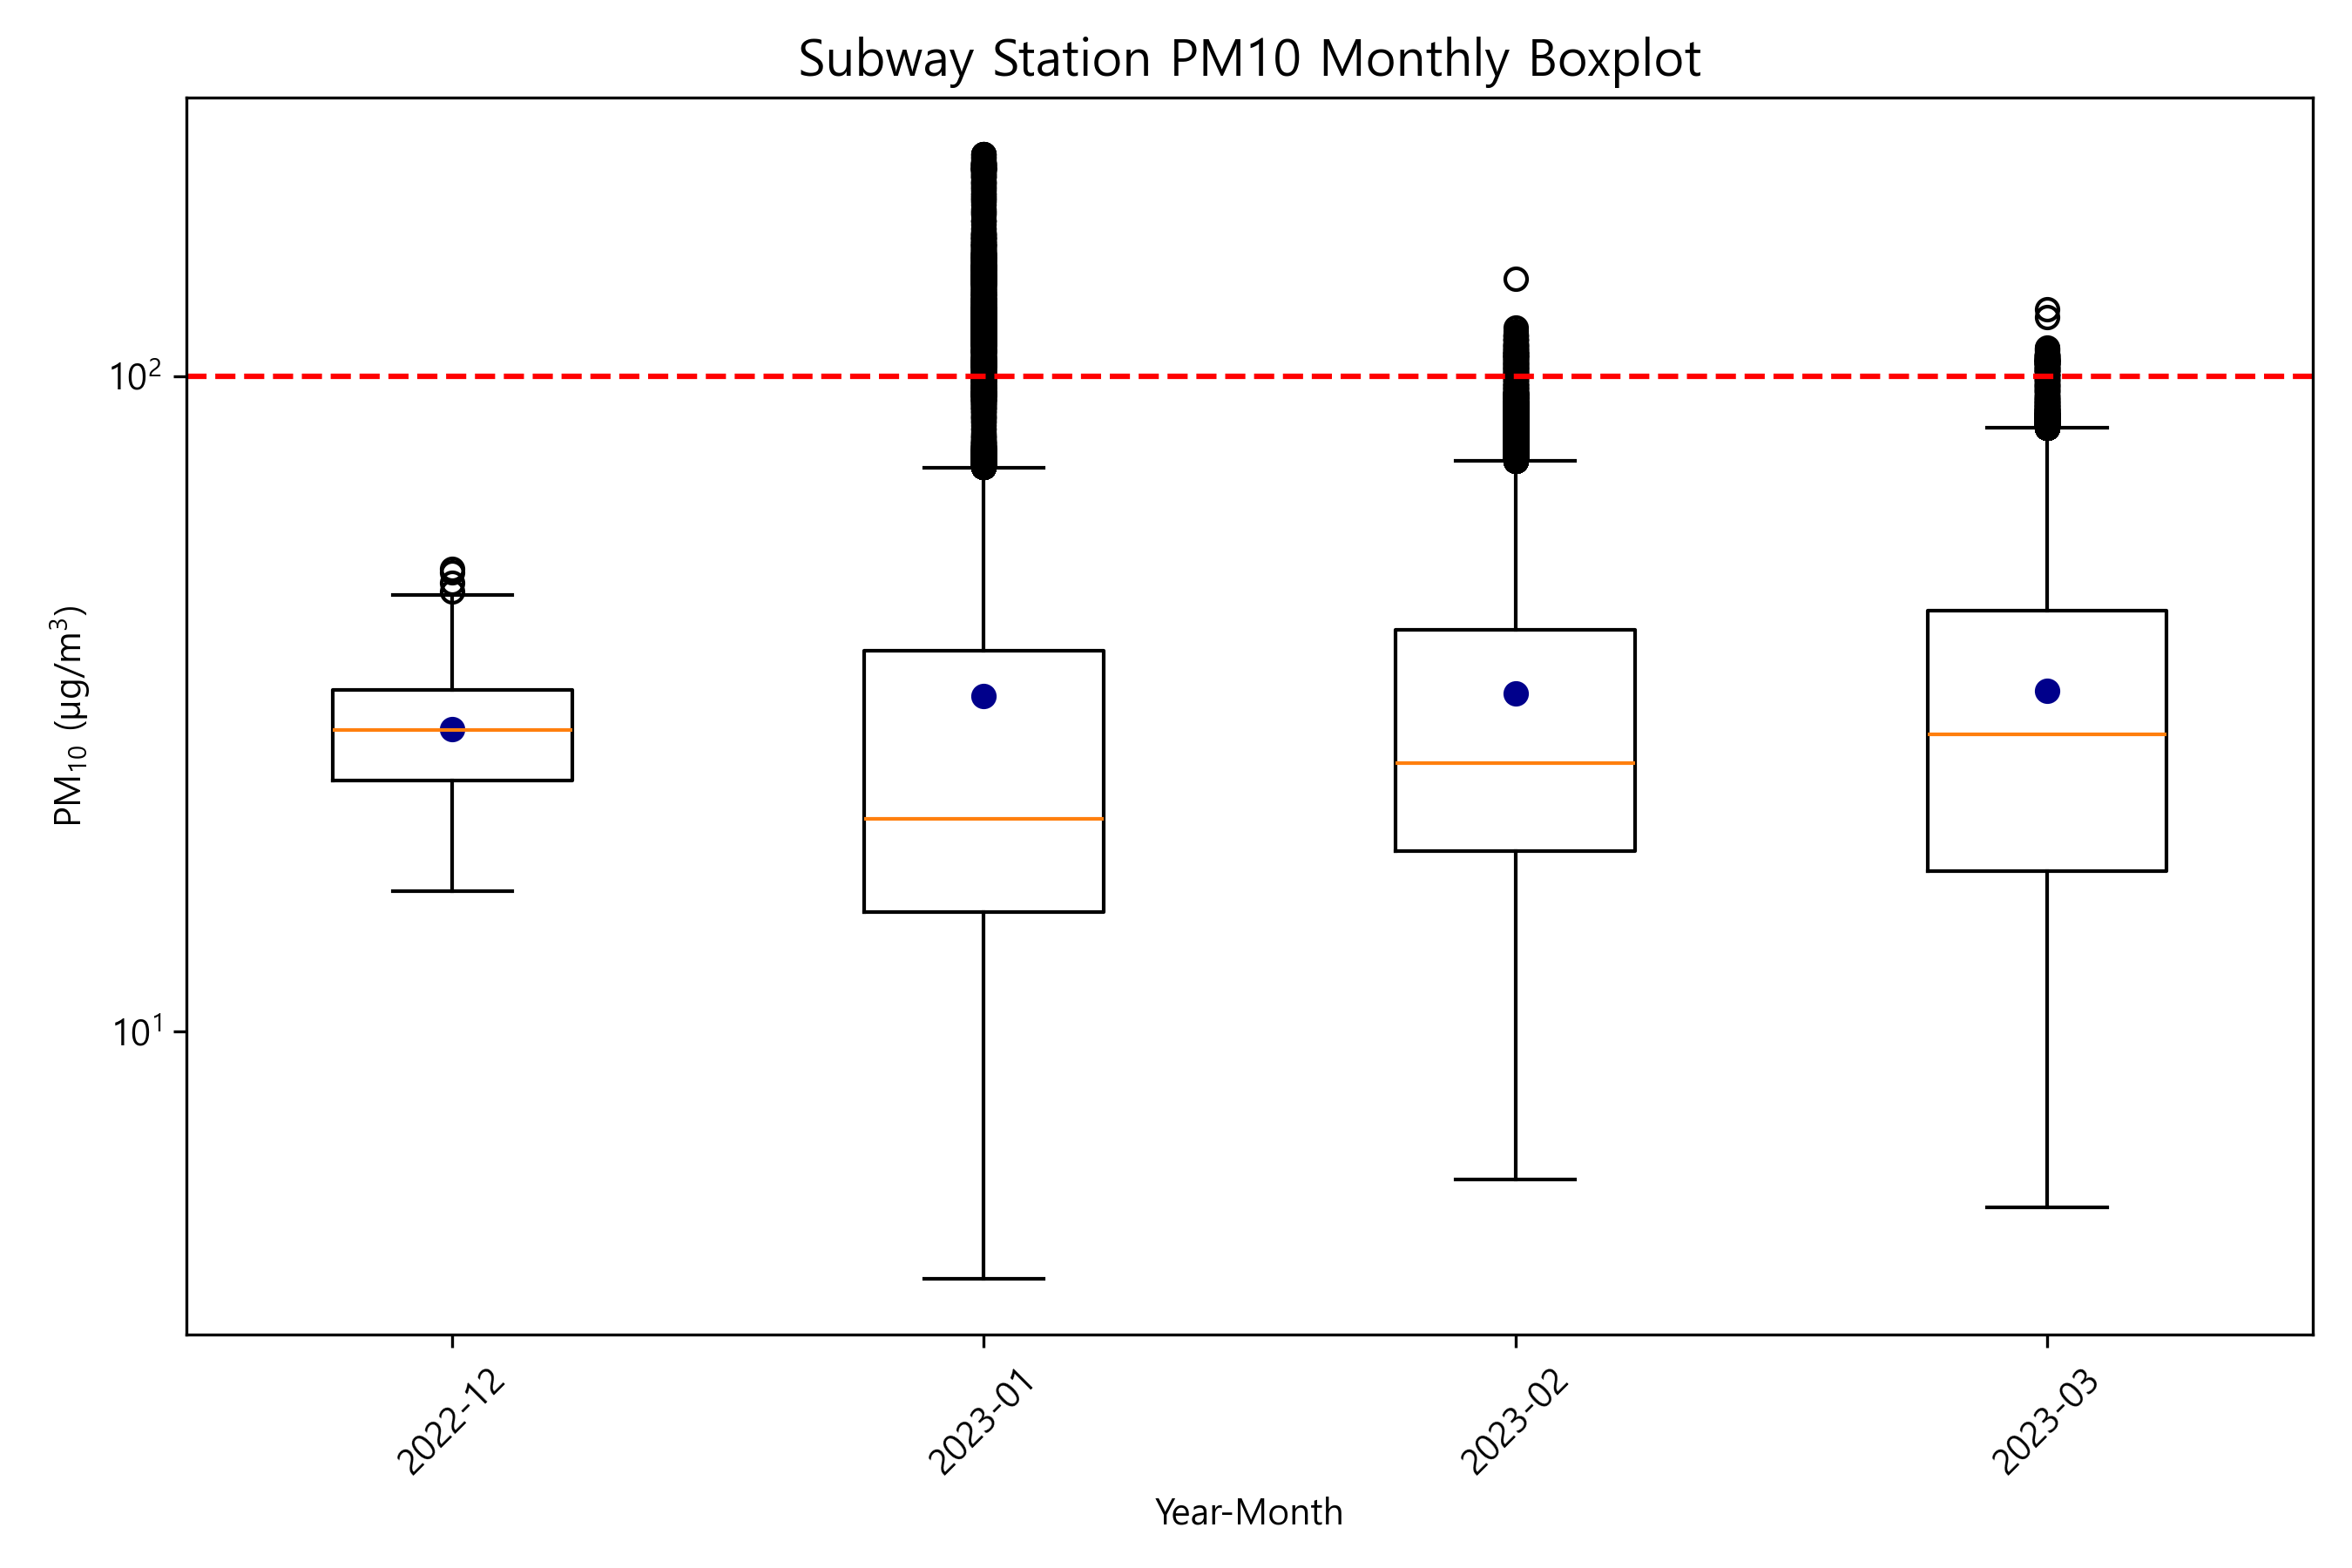 Subway Station PM10 Monthly Boxplot
PM₁₀ (μg/m³)
10²
10¹
2022-12
2023-01
2023-02
2023-03
Year-Month